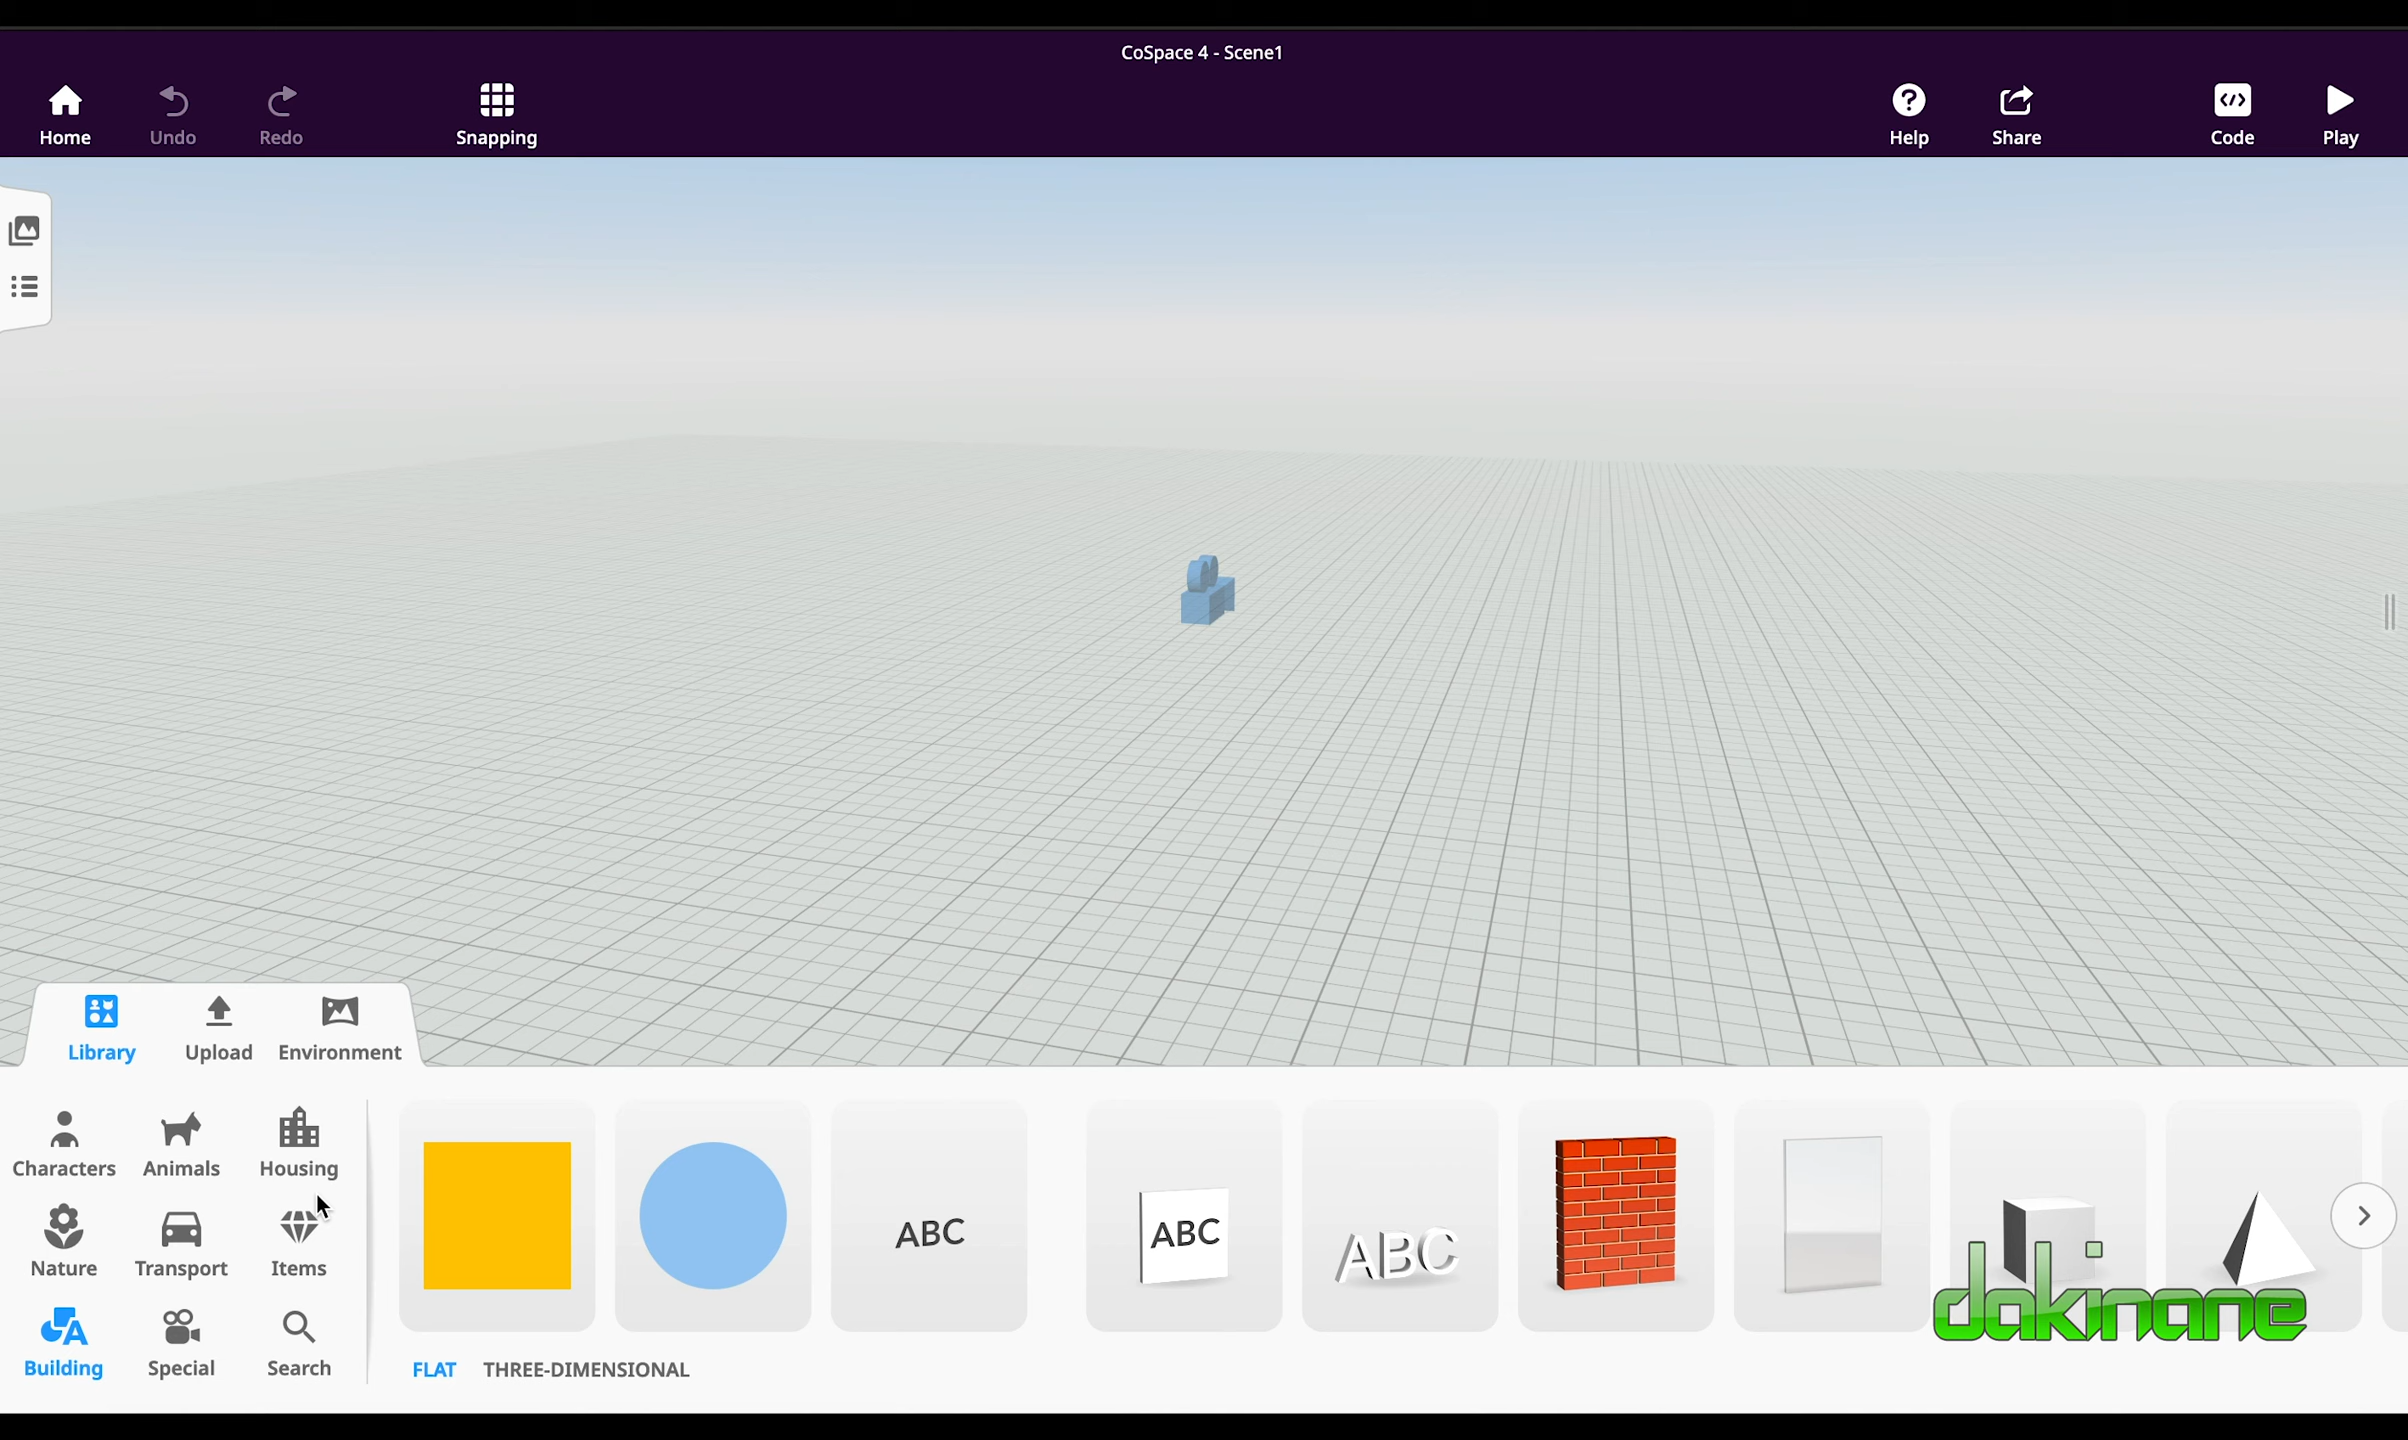 CoSpace 4 - Scene1
Home
Undo
Redo
Snapping
Help
Share
Code
Play
Library
Upload
Environment
Characters
Animals
Housing
Nature
Transport
Items
Building
Special
Search
ABC
ABC
ABC
FLAT
THREE-DIMENSIONAL
dakinane